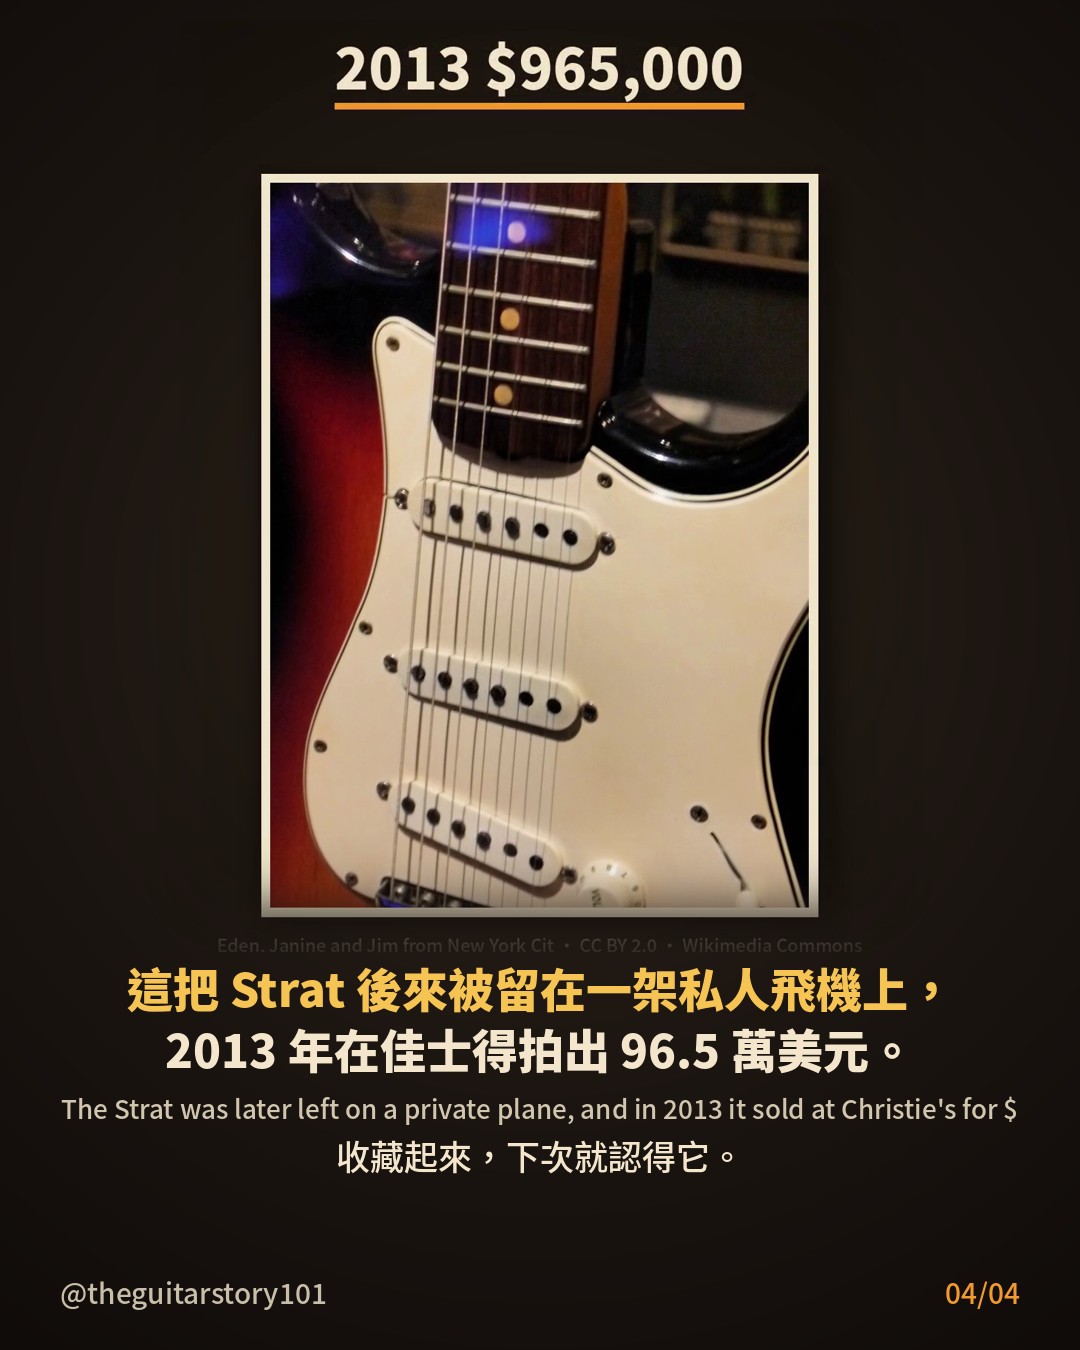 2013 $965,000
Eden, Janine and Jim from New York Cit • CC BY 2.0 • Wikimedia Commons
這把 Strat 後來被留在一架私人飛機上，
2013 年在佳士得拍出 96.5 萬美元。
The Strat was later left on a private plane, and in 2013 it sold at Christie's for $
收藏起來，下次就認得它。
@theguitarstory101
04/04